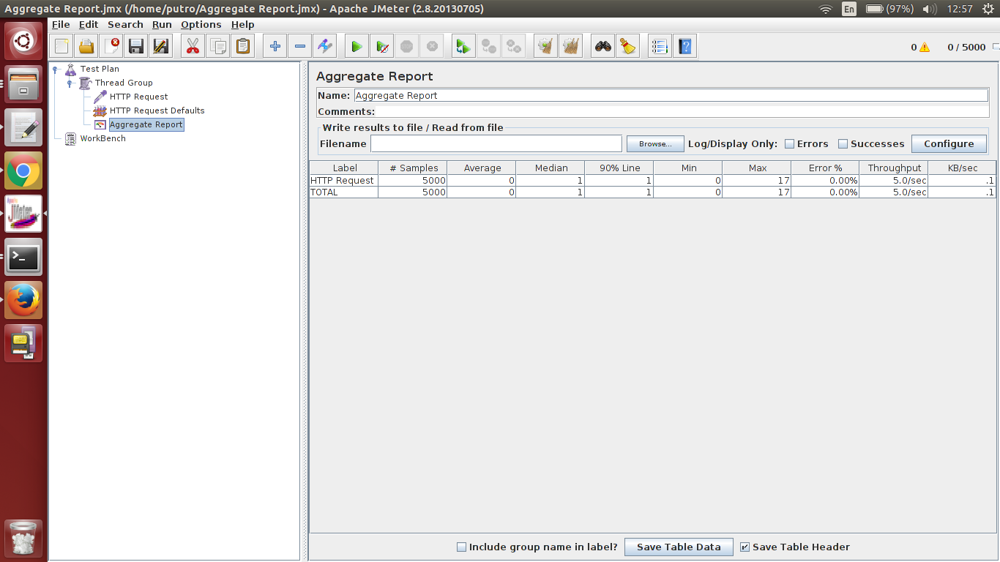 Aggregate Report.jmx (/home/putro/Aggregate Report.jmx) - Apache JMeter (2.8.20130705)
En (97%) 12:57
File Edit Search Run Options Help
0 0 / 5000
Test Plan
Thread Group
HTTP Request
HTTP Request Defaults
Aggregate Report
WorkBench
Aggregate Report
Name: Aggregate Report
Comments:
Write results to file / Read from file
Filename Browse... Log/Display Only: Errors Successes Configure
Label # Samples Average Median 90% Line Min Max Error % Throughput KB/sec
HTTP Request 5000 0 1 1 0 17 0.00% 5.0/sec .1
TOTAL 5000 0 1 1 0 17 0.00% 5.0/sec .1
Include group name in label? Save Table Data Save Table Header